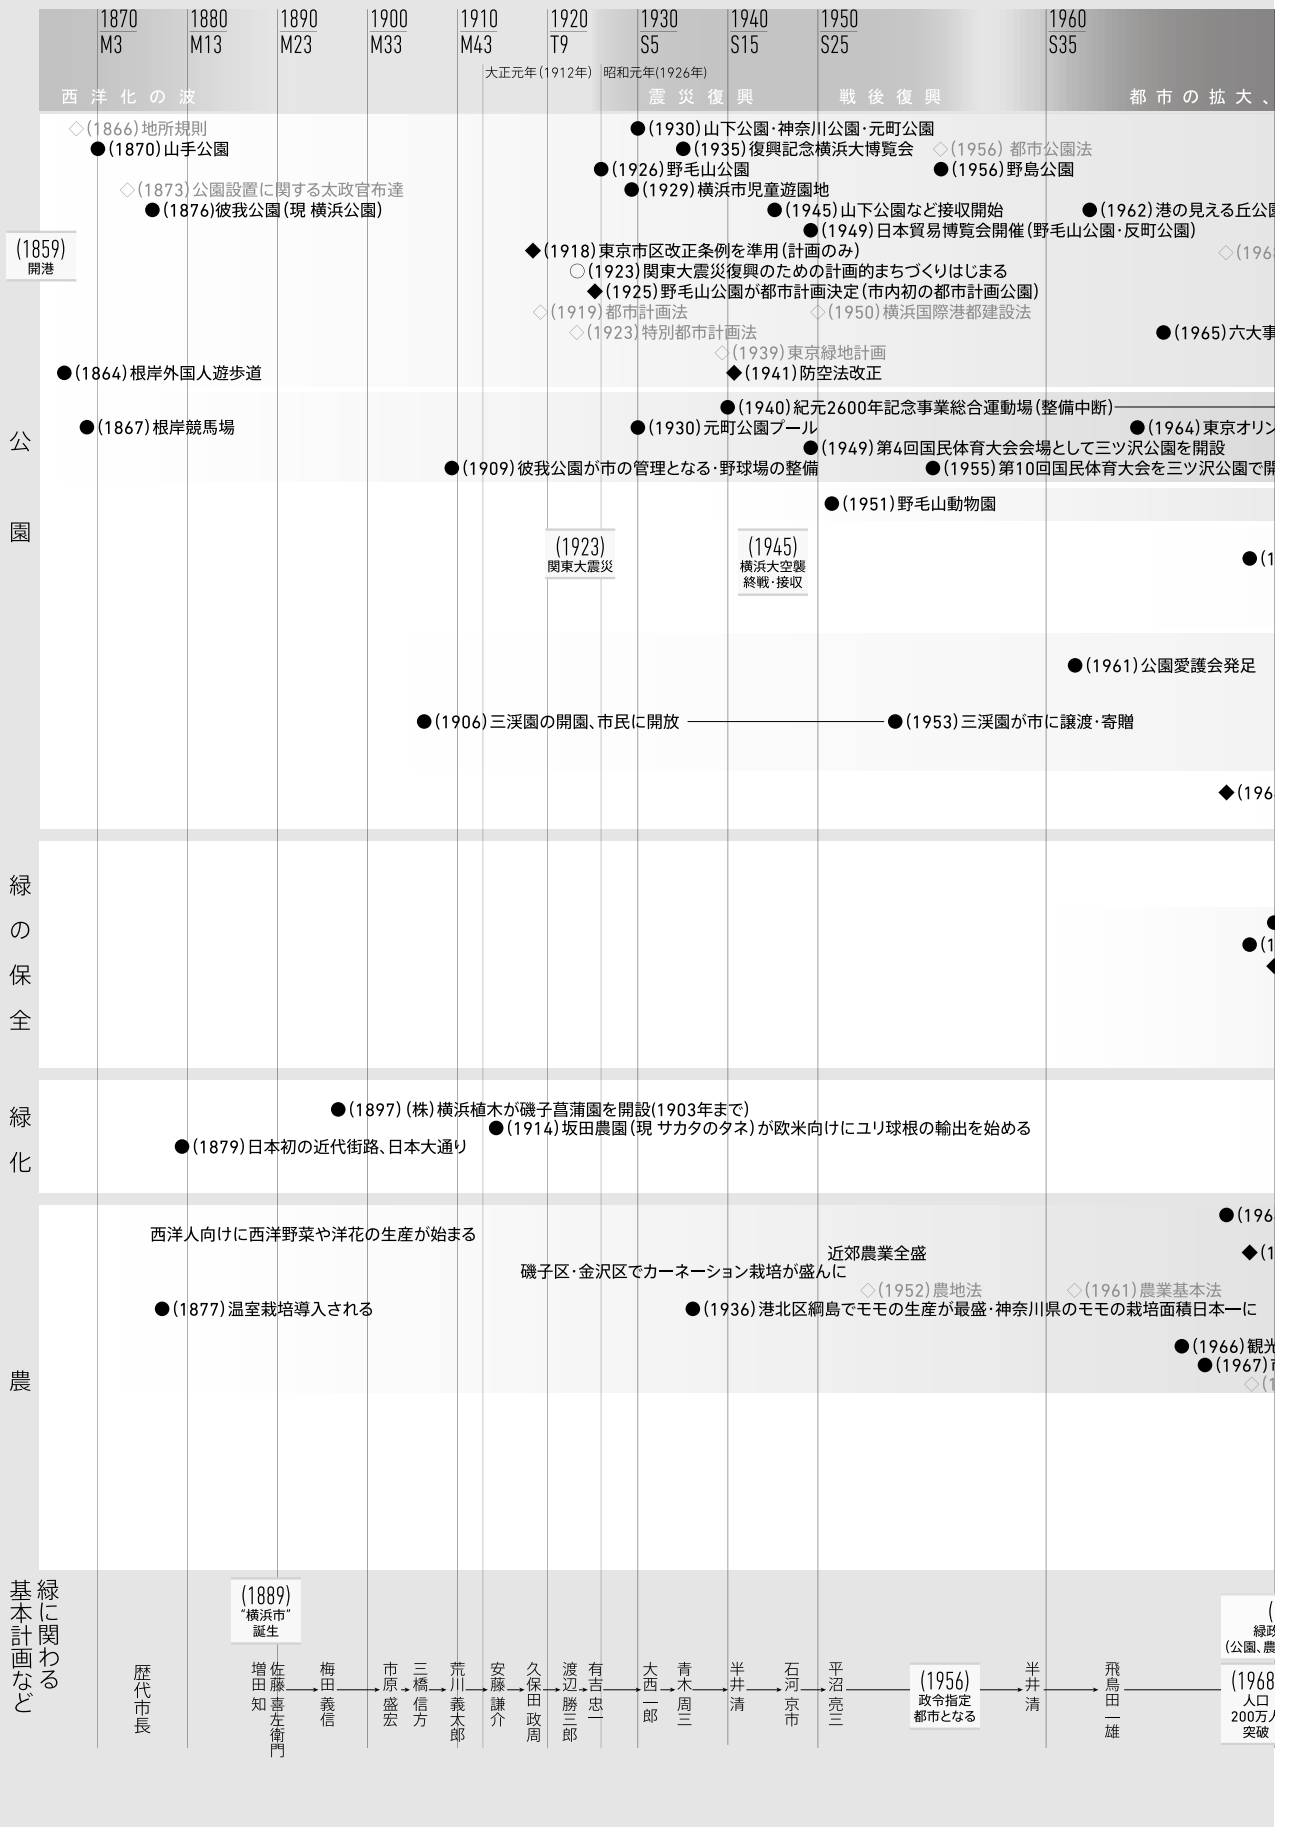 1870
M3
1880
M13
1890
M23
1900
M33
1910
M43
1920
T9
1930
S5
1940
S15
1950
S25
1960
S35
大正元年(1912年)
昭和元年(1926年)
西洋化の波
震災復興
戦後復興
都市の拡大、
◇(1866)地所規則
●(1930)山下公園・神奈川公園・元町公園
●(1870)山手公園
●(1935)復興記念横浜大博覧会
◇(1956) 都市公園法
●(1926)野毛山公園
●(1956)野島公園
◇(1873)公園設置に関する太政官布達
●(1929)横浜市児童遊園地
●(1876)彼我公園(現 横浜公園)
●(1945)山下公園など接収開始
●(1962)港の見える丘公園
●(1949)日本貿易博覧会開催(野毛山公園・反町公園)
(1859)
開港
◆(1918)東京市区改正条例を準用(計画のみ)
◇(196
○(1923)関東大震災復興のための計画的まちづくりはじまる
◆(1925)野毛山公園が都市計画決定(市内初の都市計画公園)
◇(1919)都市計画法
◇(1950)横浜国際港都建設法
◇(1923)特別都市計画法
●(1965)六大事
◇(1939)東京緑地計画
●(1864)根岸外国人遊歩道
◆(1941)防空法改正
公園
●(1940)紀元2600年記念事業総合運動場(整備中断)
●(1867)根岸競馬場
●(1930)元町公園プール
●(1964)東京オリン
●(1949)第4回国民体育大会会場として三ツ沢公園を開設
●(1909)彼我公園が市の管理となる・野球場の整備
●(1955)第10回国民体育大会を三ツ沢公園で開
●(1951)野毛山動物園
(1923)
関東大震災
(1945)
横浜大空襲
終戦・接収
●(1
●(1961)公園愛護会発足
●(1906)三渓園の開園、市民に開放
●(1953)三渓園が市に譲渡・寄贈
◆(196
緑の保全
●(1
緑化
●(1897)(株)横浜植木が磯子菖蒲園を開設(1903年まで)
●(1914)坂田農園(現 サカタのタネ)が欧米向けにユリ球根の輸出を始める
●(1879)日本初の近代街路、日本大通り
農
●(196
西洋人向けに西洋野菜や洋花の生産が始まる
近郊農業全盛
◆(1
磯子区・金沢区でカーネーション栽培が盛んに
◇(1952)農地法
◇(1961)農業基本法
●(1877)温室栽培導入される
●(1936)港北区綱島でモモの生産が最盛・神奈川県のモモの栽培面積日本一に
●(1966)観光
●(1967)市
◇(1
緑に関わる
基本計画など
(1889)
“横浜市”
誕生
(
緑政
(公園、農
歴代市長
増田 知
佐藤 喜左衛門
梅田 義信
市原 盛宏
三橋 信方
荒川 義太郎
安藤 謙介
久保田 政周
渡辺 勝三郎
有吉 忠一
大西 一郎
青木 周三
半井 清
石河 京市
平沼 亮三
(1956)
政令指定
都市となる
半井 清
飛鳥田 一雄
(1968
人口
200万人
突破